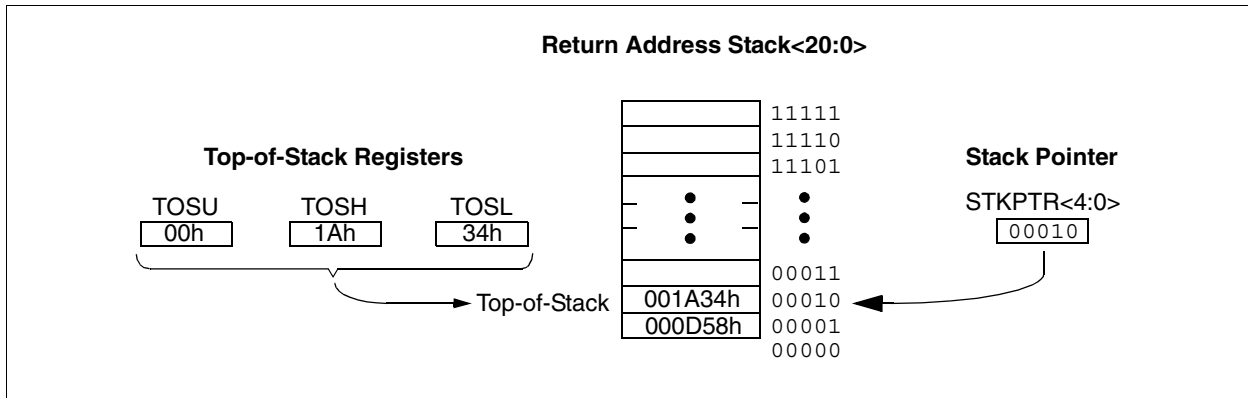 Return Address Stack<20:0>
11111
11110
Top-of-Stack Registers
11101
Stack Pointer
TOSU TOSH TOSL
STKPTR<4:0>
00h 1Ah 34h
00010
00011
Top-of-Stack 001A34h 00010
000D58h 00001
00000